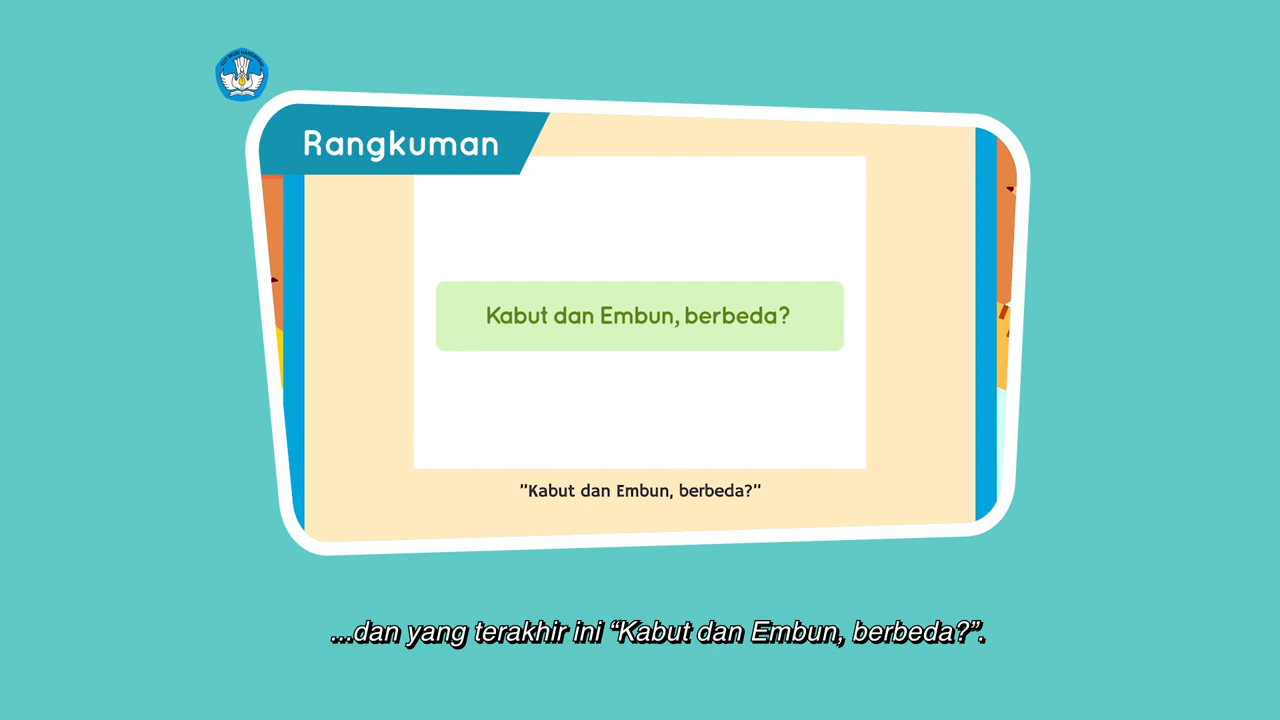 Rangkuman
Kabut dan Embun, berbeda?
"Kabut dan Embun, berbeda?"
...dan yang terakhir ini “Kabut dan Embun, berbeda?”.